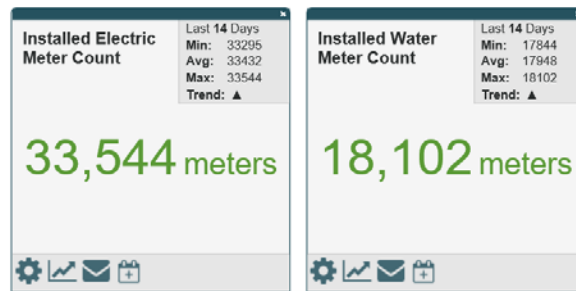 Installed Electric
Meter Count
Last 14 Days
Min: 33295
Avg: 33432
Max: 33544
Trend: ▲
33,544 meters
Installed Water
Meter Count
Last 14 Days
Min: 17844
Avg: 17948
Max: 18102
Trend: ▲
18,102 meters